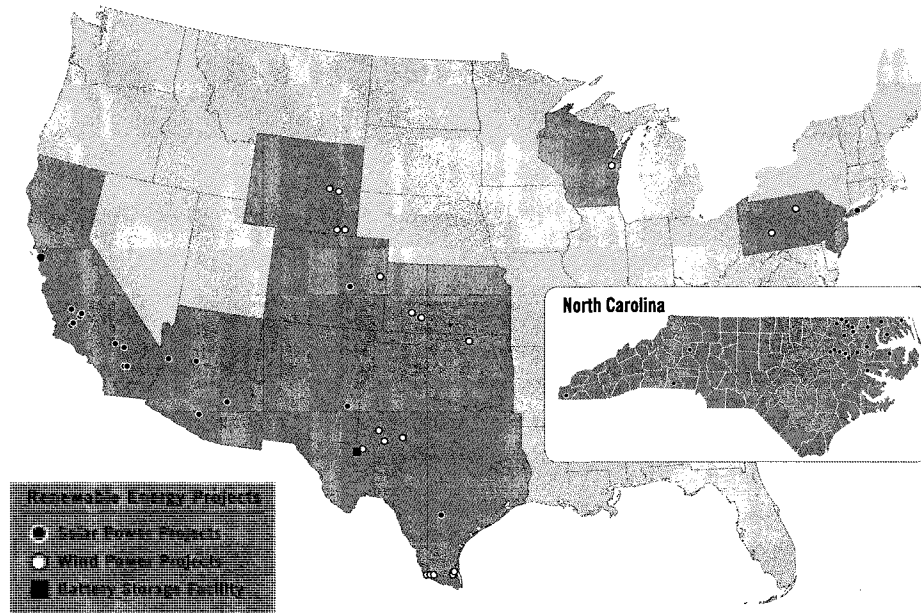 North Carolina
Renewable Energy Projects
Solar Power Projects
Wind Power Projects
Battery Storage Facility